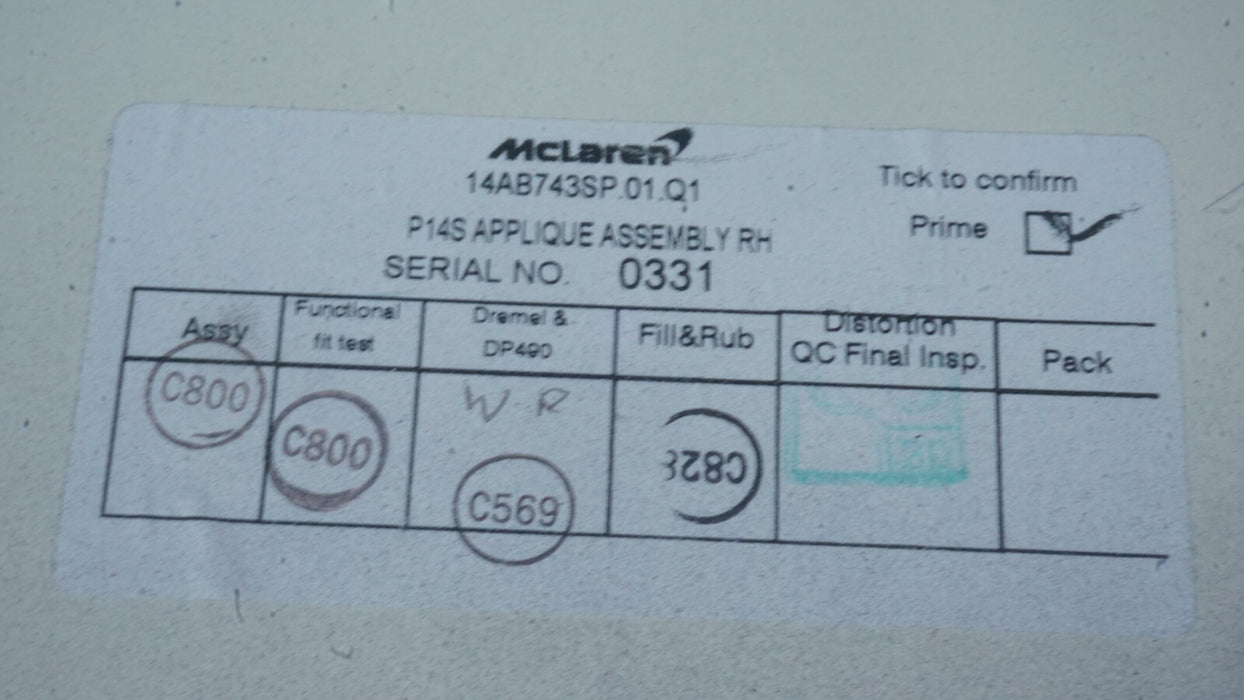 McLaren
14AB743SP.01.Q1
Tick to confirm
P14S APPLIQUE ASSEMBLY RH
Prime
SERIAL NO. 0331
Assy
Functional
fit test
Dremel &
DP490
Fill&Rub
Distortion
QC Final Insp.
Pack
C800
C800
W R
C569
C823